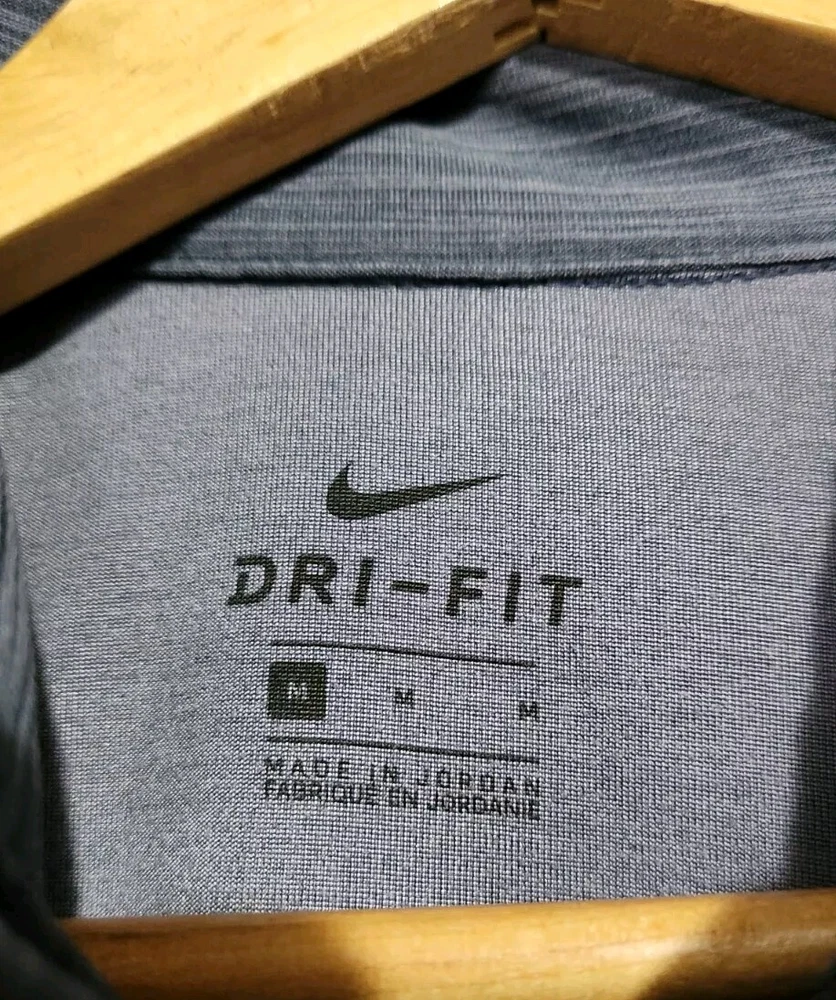 DRI-FIT
M M M
MADE IN JORDAN
FABRIQUÉ EN JORDANIE